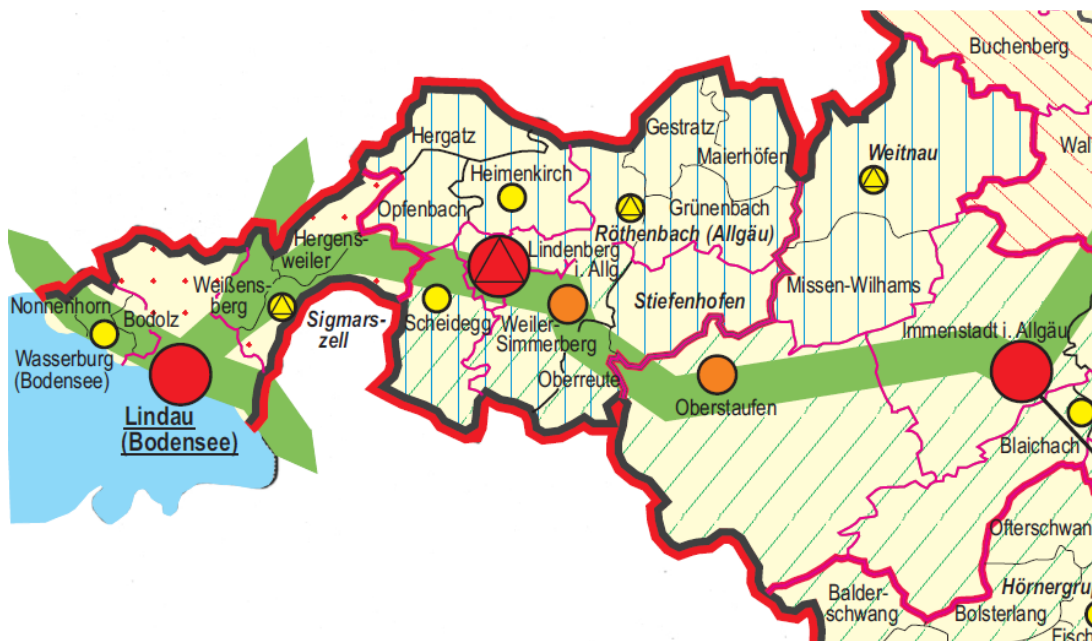 Buchenberg
Wal
Hergatz
Gestratz
Maierhöfen
Weitnau
Heimenkirch
Opfenbach
Grünenbach
Röthenbach (Allgäu)
Hergens-
weiler
Lindenberg
i. Allg
Weißens-
berg
Missen-Wilhams
Stiefenhofen
Nonnenhorn
Bodolz
Sigmars-
zell
Scheidegg
Weiler-
Simmerberg
Immenstadt i. Allgäu
Wasserburg
(Bodensee)
Oberreute
Oberstaufen
Lindau
(Bodensee)
Blaichach
Ofterschwan
Hörnergrup
Balder-
schwang
Bolsterlang
Fisch